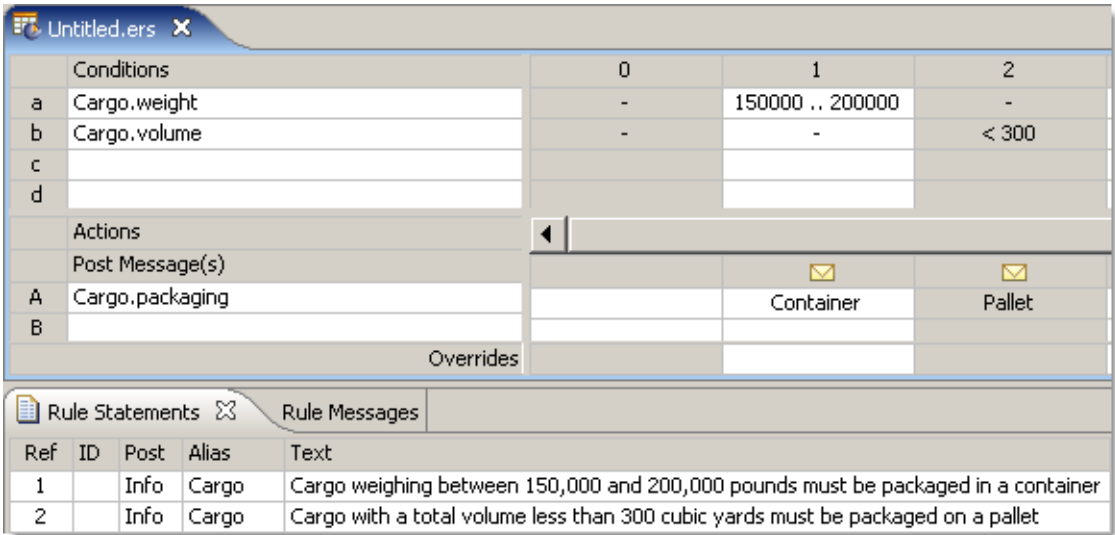 Untitled.ers
Conditions 0 1 2
a Cargo.weight - 150000 .. 200000 -
b Cargo.volume - - < 300
c
d
Actions
Post Message(s)
A Cargo.packaging Container Pallet
B
Overrides
Rule Statements Rule Messages
Ref ID Post Alias Text
1 Info Cargo Cargo weighing between 150,000 and 200,000 pounds must be packaged in a container
2 Info Cargo Cargo with a total volume less than 300 cubic yards must be packaged on a pallet